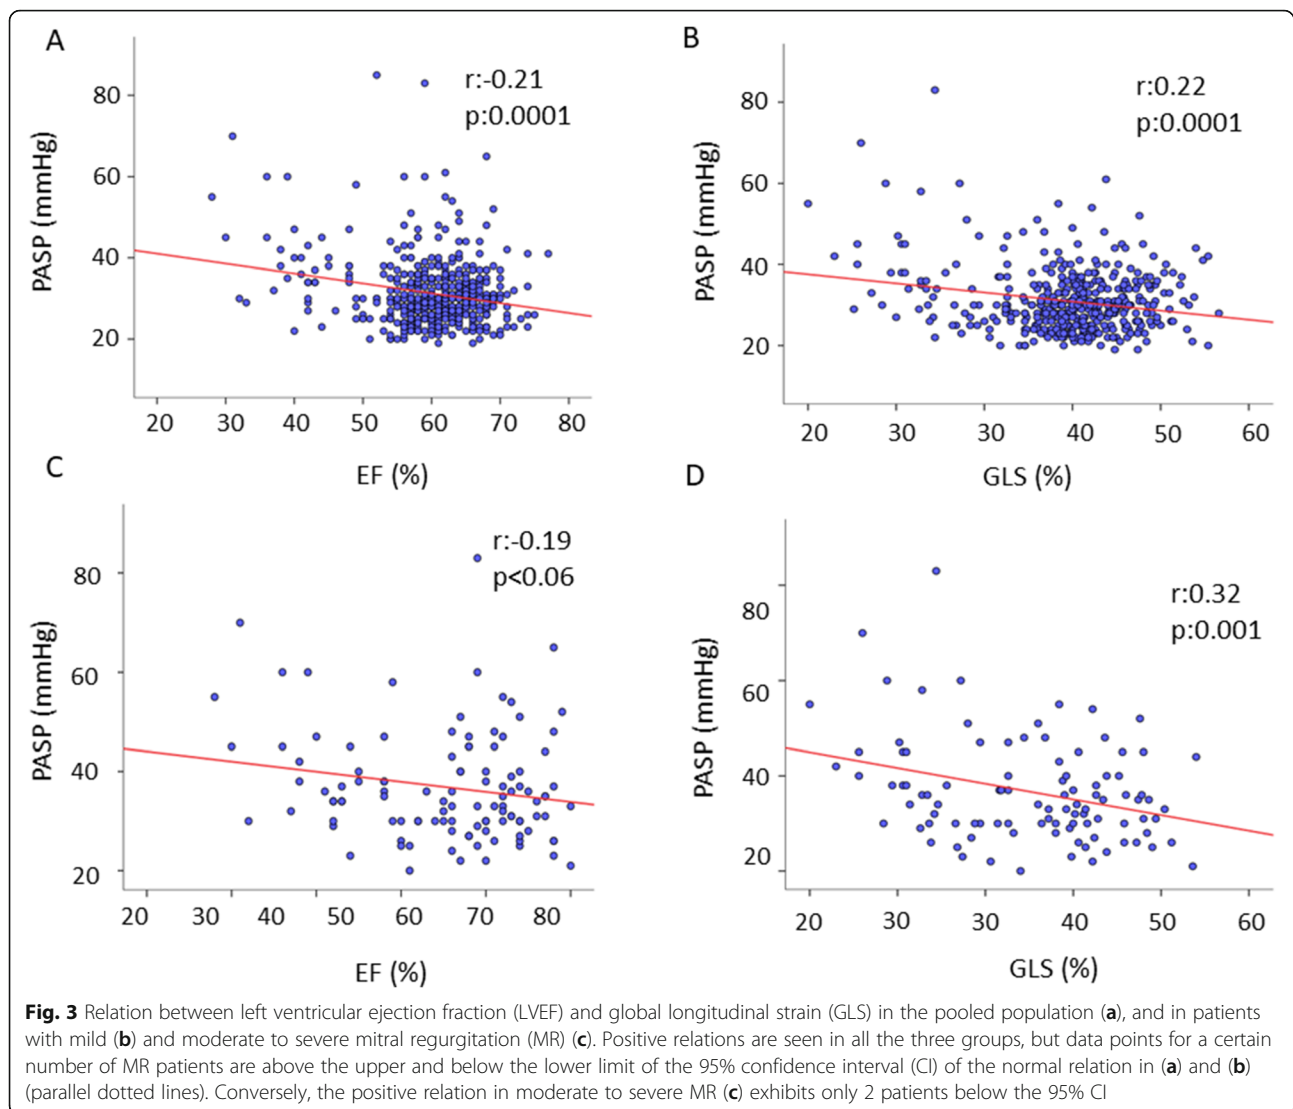 A
r:-0.21
p:0.0001
PASP (mmHg)
80
60
40
20
20 30 40 50 60 70 80
EF (%)
B
r:0.22
p:0.0001
PASP (mmHg)
80
60
40
20
20 30 30 40 50 60
GLS (%)
C
r:-0.19
p<0.06
PASP (mmHg)
80
60
40
20
20 30 40 50 60 70 80
EF (%)
D
r:0.32
p:0.001
PASP (mmHg)
80
60
40
20
20 30 30 40 50 60
GLS (%)
Fig. 3 Relation between left ventricular ejection fraction (LVEF) and global longitudinal strain (GLS) in the pooled population (a), and in patients
with mild (b) and moderate to severe mitral regurgitation (MR) (c). Positive relations are seen in all the three groups, but data points for a certain
number of MR patients are above the upper and below the lower limit of the 95% confidence interval (CI) of the normal relation in (a) and (b)
(parallel dotted lines). Conversely, the positive relation in moderate to severe MR (c) exhibits only 2 patients below the 95% CI